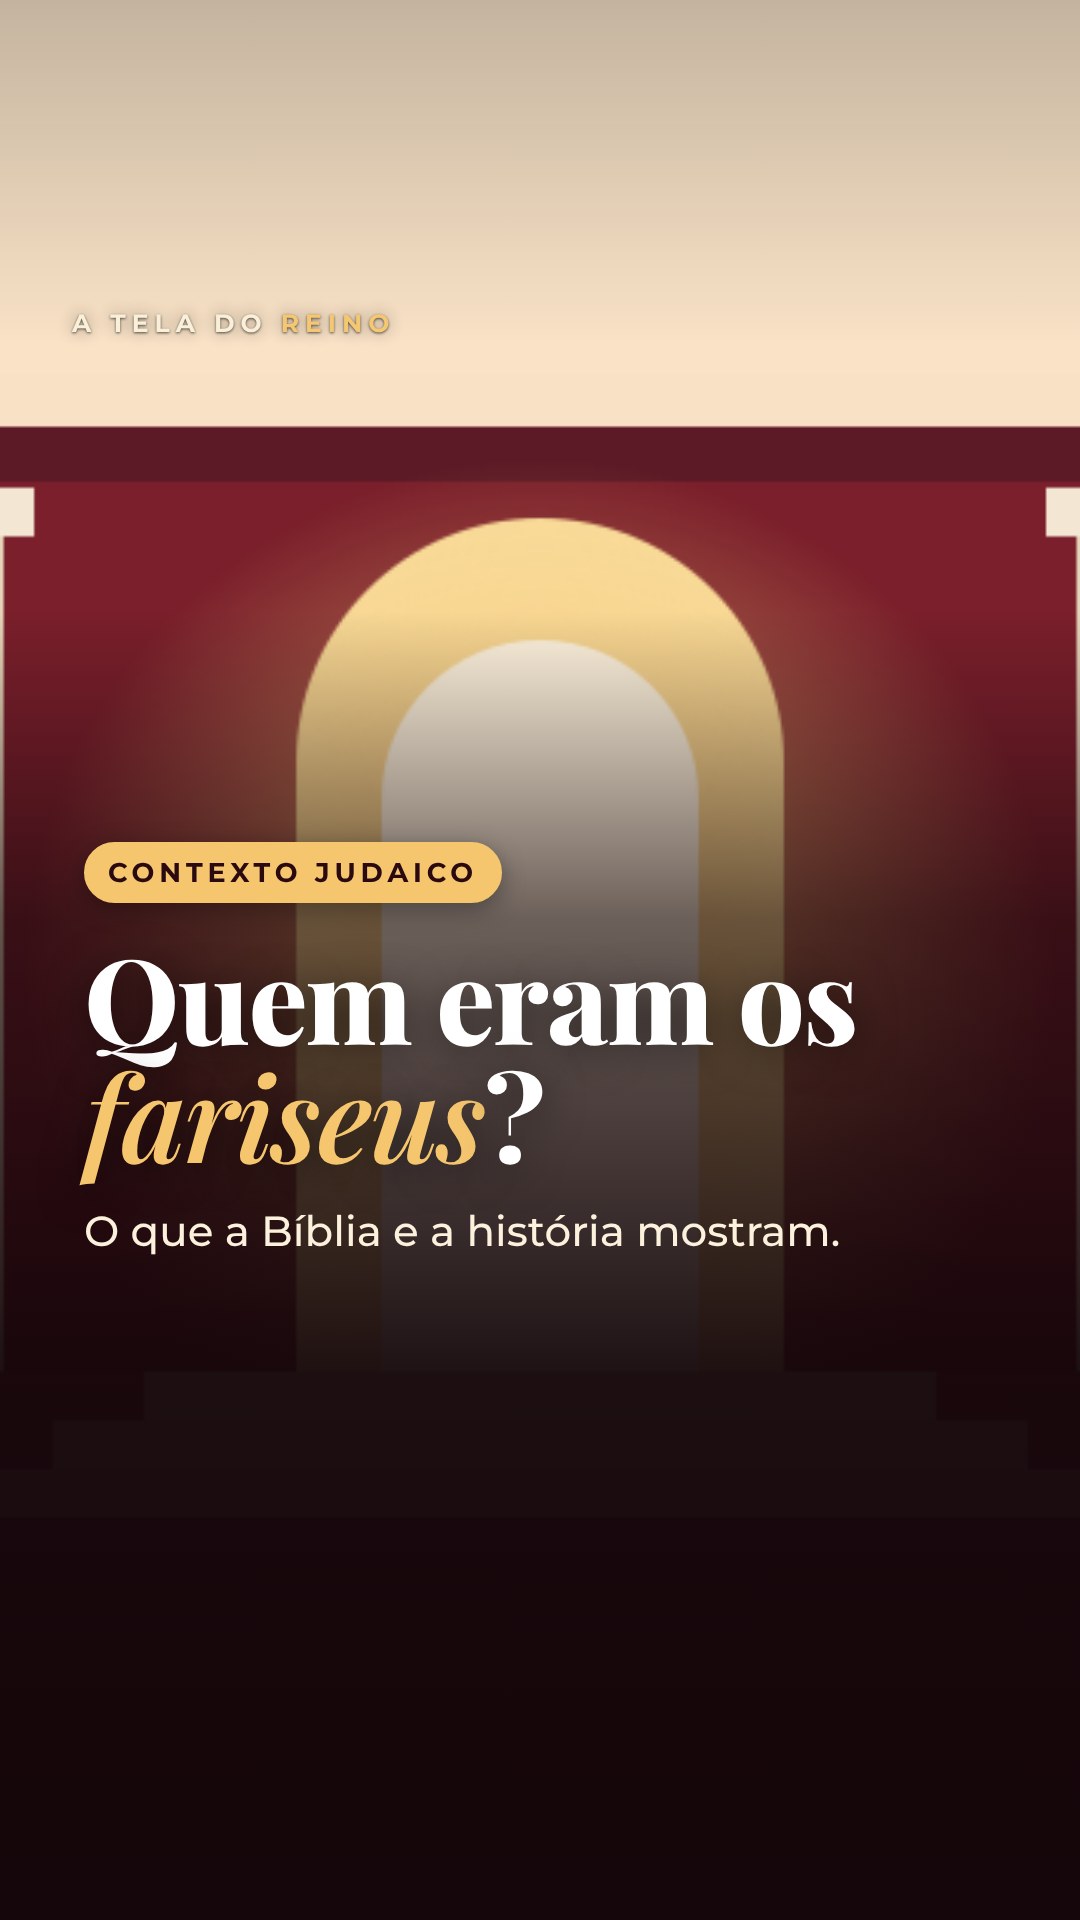 A TELA DO REINO
CONTEXTO JUDAICO
Quem eram os
fariseus?
O que a Bíblia e a história mostram.